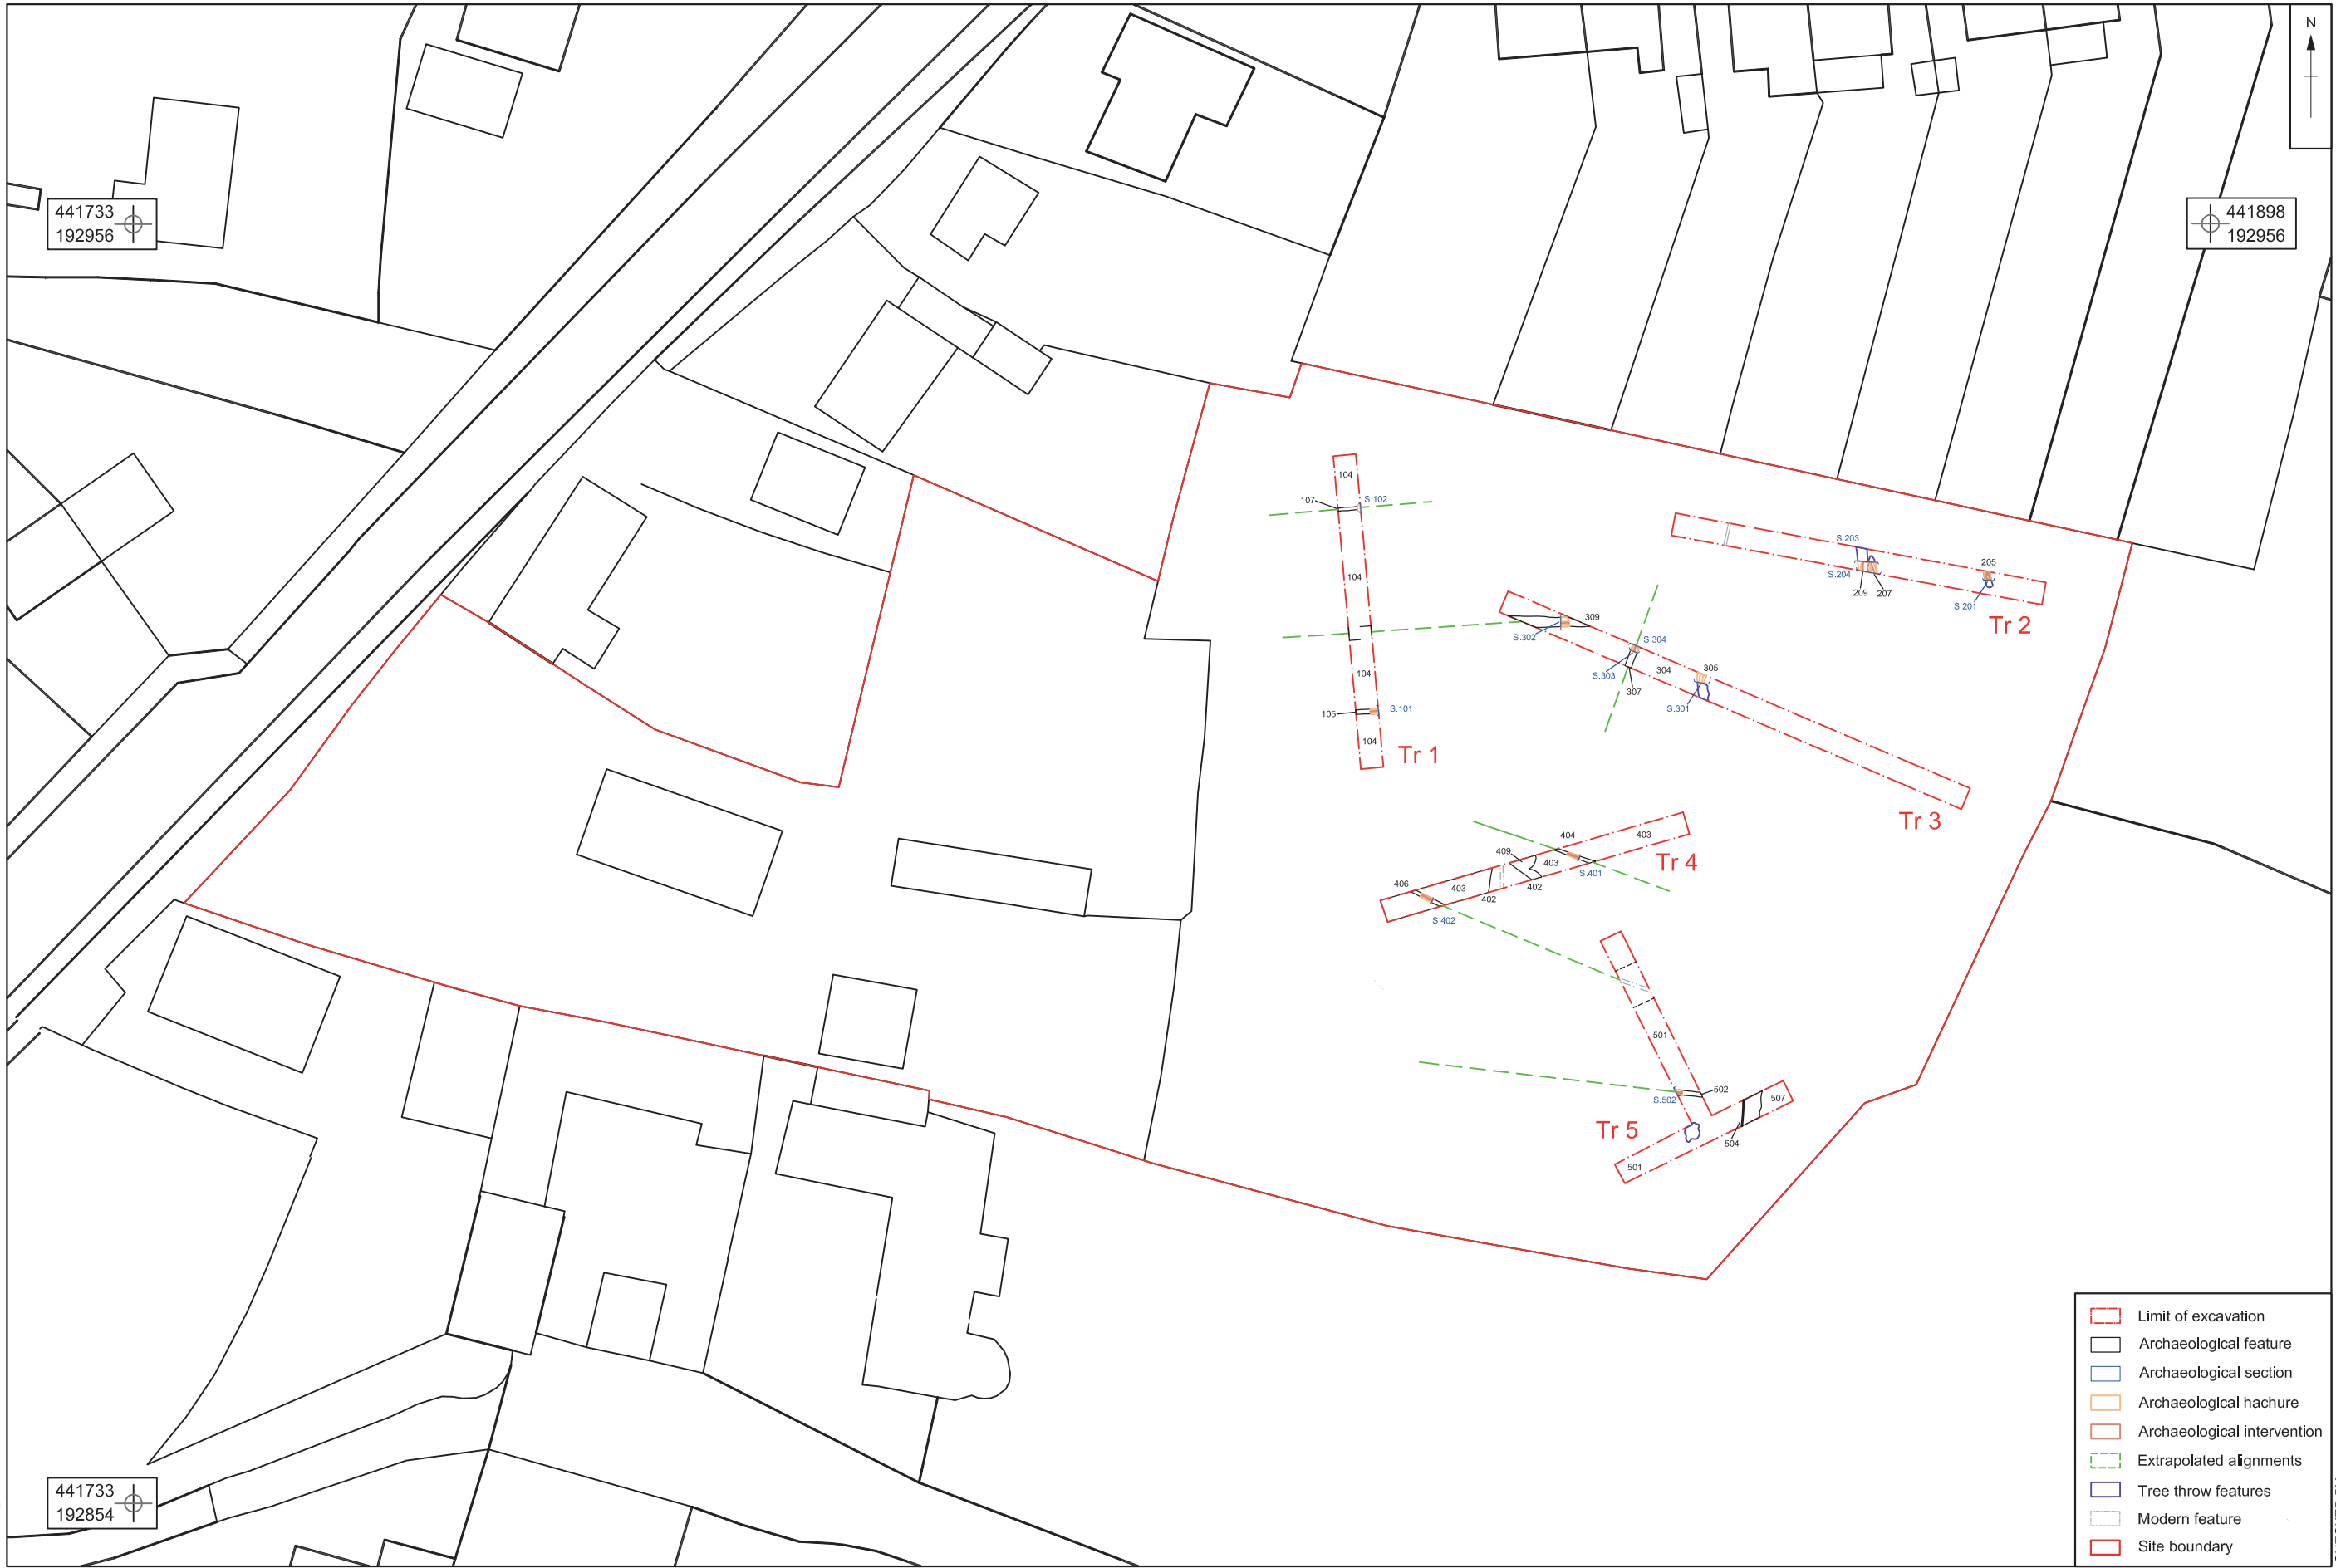 N
441733
192956
441898
192956
104
107
S.102
104
104
105
S.101
104
Tr 1
S.203
S.204
209
207
205
S.201
Tr 2
309
S.302
S.304
S.303
304
305
307
S.301
Tr 3
404
403
409
403
406
403
402
402
S.401
S.402
Tr 4
501
502
S.502
507
504
Tr 5
501
441733
192854
Limit of excavation
Archaeological feature
Archaeological section
Archaeological hachure
Archaeological intervention
Extrapolated alignments
Tree throw features
Modern feature
Site boundary